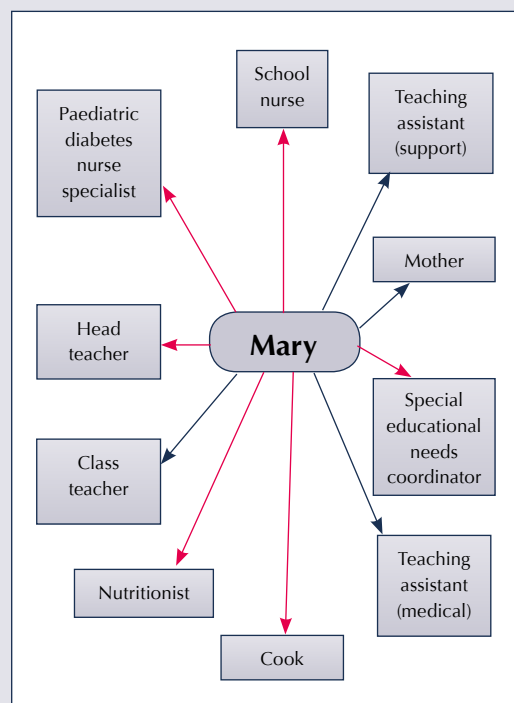 School
nurse
Paediatric
diabetes
nurse
specialist
Teaching
assistant
(support)
Mother
Head
teacher
Mary
Special
educational
needs
coordinator
Class
teacher
Teaching
assistant
(medical)
Nutritionist
Cook